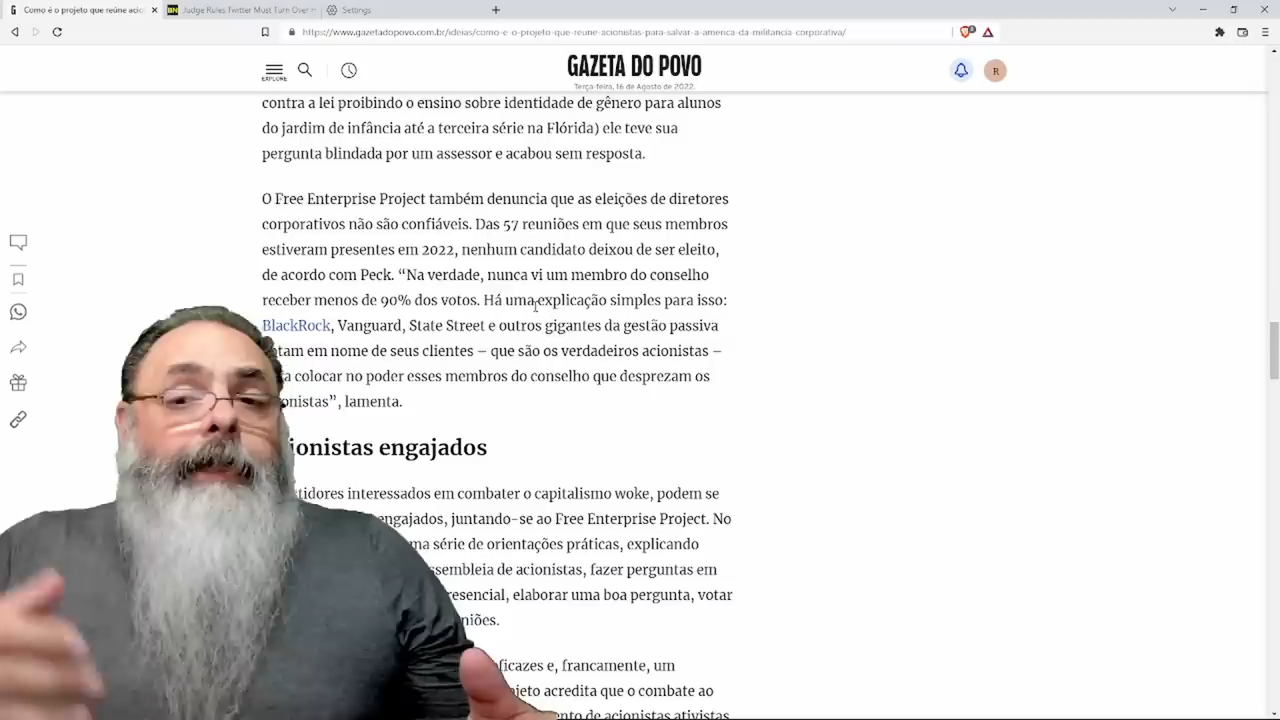 Como é o projeto que reúne acio
Judge Rules Twitter Must Turn Over
Settings
https://www.gazetadopovo.com.br/ideias/como-e-o-projeto-que-reune-acionistas-para-salvar-a-america-da-militancia-corporativa/
EXPLORE
GAZETA DO POVO
Terça-feira, 16 de Agosto de 2022.
R
contra a lei proibindo o ensino sobre identidade de gênero para alunos
do jardim de infância até a terceira série na Flórida) ele teve sua
pergunta blindada por um assessor e acabou sem resposta.
O Free Enterprise Project também denuncia que as eleições de diretores
corporativos não são confiáveis. Das 57 reuniões em que seus membros
estiveram presentes em 2022, nenhum candidato deixou de ser eleito,
de acordo com Peck. “Na verdade, nunca vi um membro do conselho
receber menos de 90% dos votos. Há uma explicação simples para isso:
BlackRock, Vanguard, State Street e outros gigantes da gestão passiva
tam em nome de seus clientes – que são os verdadeiros acionistas –
colocar no poder esses membros do conselho que desprezam os
onistas”, lamenta.
ionistas engajados
tidores interessados em combater o capitalismo woke, podem se
engajados, juntando-se ao Free Enterprise Project. No
ma série de orientações práticas, explicando
ssembleia de acionistas, fazer perguntas em
resencial, elaborar uma boa pergunta, votar
niões.
ficazes e, francamente, um
ojeto acredita que o combate ao
nto de acionistas ativistas